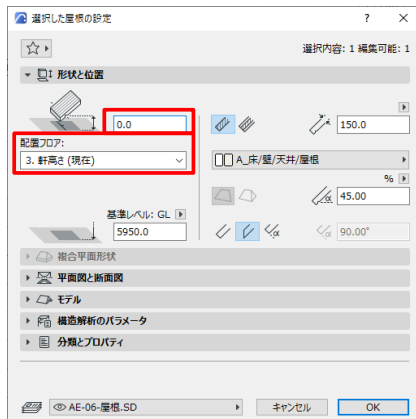 選択した屋根の設定
選択内容: 1 編集可能: 1
形状と位置
0.0
150.0
配置フロア:
3. 軒高さ (現在)
A_床/壁/天井/屋根
%
45.00
基準レベル: GL
5950.0
90.00°
複合平面形状
平面図と断面図
モデル
構造解析のパラメータ
分類とプロパティ
AE-06-屋根.SD
キャンセル
OK